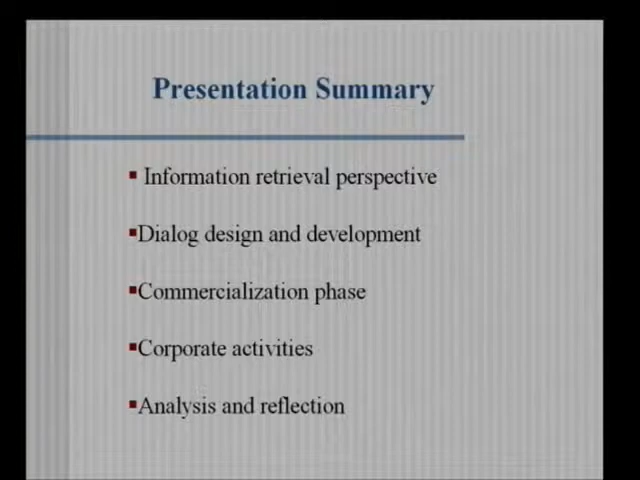 Presentation Summary
Information retrieval perspective
Dialog design and development
Commercialization phase
Corporate activities
Analysis and reflection